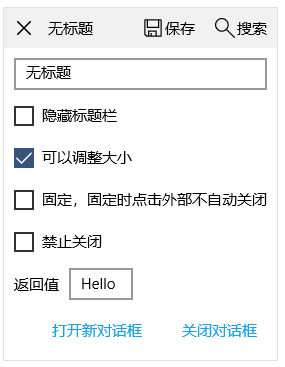 无标题 保存 搜索
无标题
隐藏标题栏
可以调整大小
固定，固定时点击外部不自动关闭
禁止关闭
返回值 Hello
打开新对话框 关闭对话框